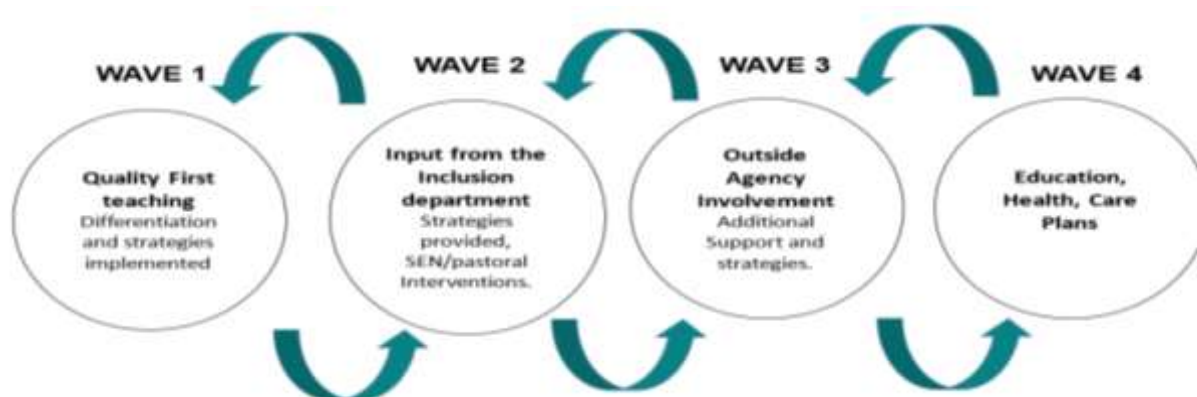 WAVE 1
Quality First
teaching
Differentiation
and strategies
implemented
WAVE 2
Input from the
Inclusion
department
Strategies
provided,
SEN/pastoral
Interventions.
WAVE 3
Outside
Agency
Involvement
Additional
Support and
strategies.
WAVE 4
Education,
Health, Care
Plans